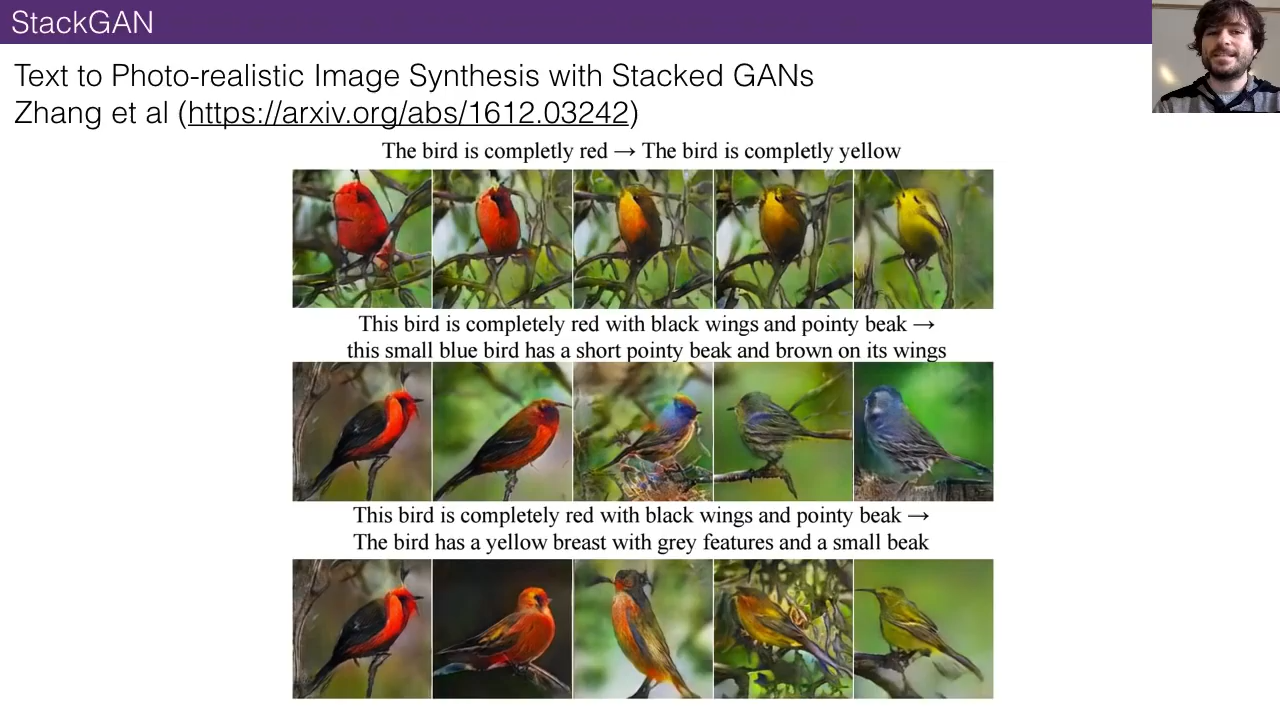 StackGAN
Text to Photo-realistic Image Synthesis with Stacked GANs
Zhang et al (https://arxiv.org/abs/1612.03242)
The bird is completly red → The bird is completly yellow
This bird is completely red with black wings and pointy beak →
this small blue bird has a short pointy beak and brown on its wings
This bird is completely red with black wings and pointy beak →
The bird has a yellow breast with grey features and a small beak